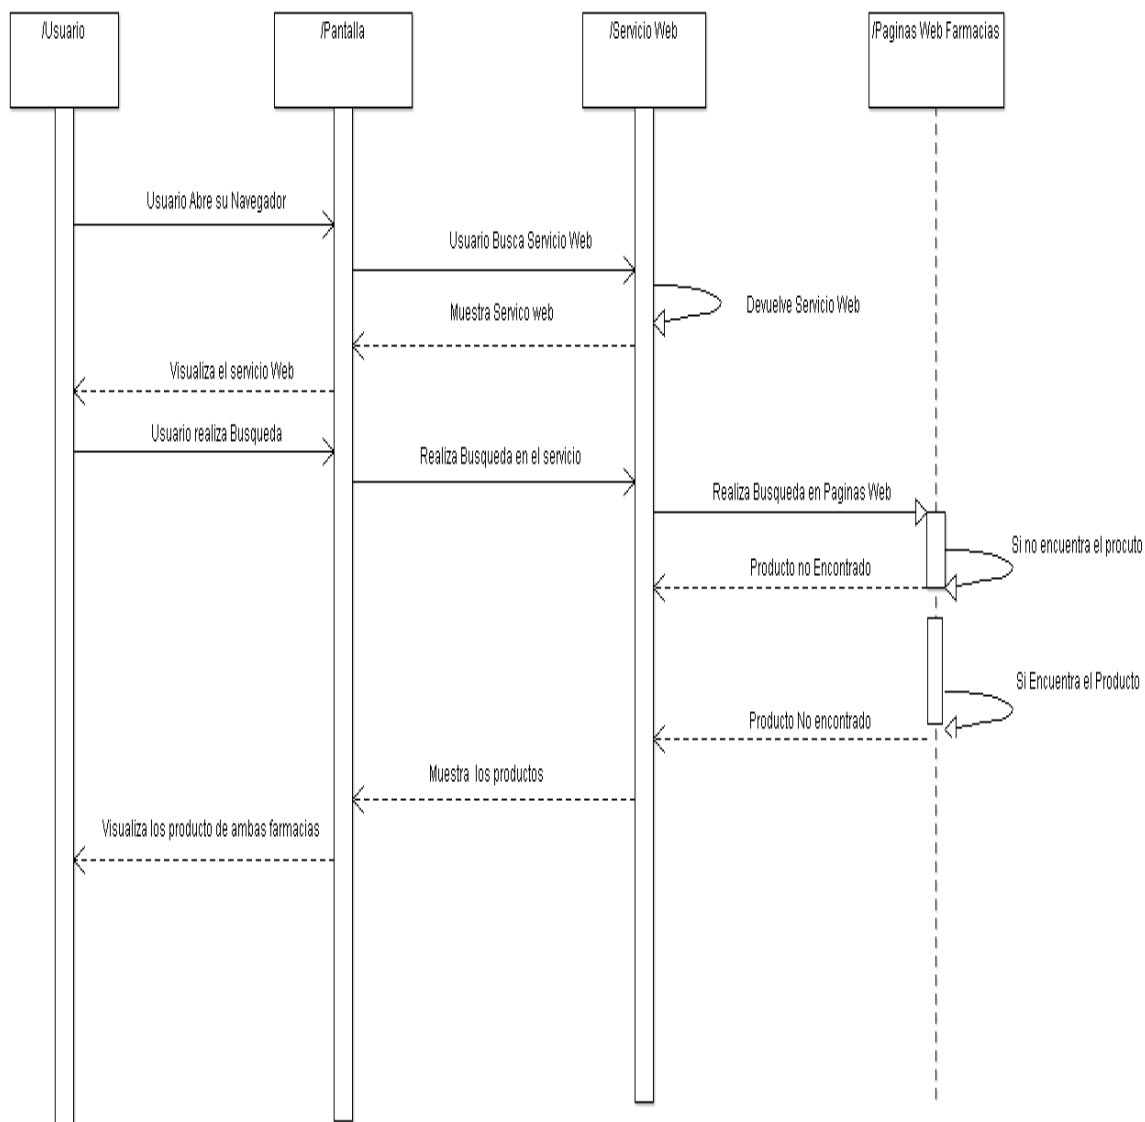 /Usuario
/Pantalla
/Servicio Web
/Paginas Web Farmacias
Usuario Abre su Navegador
Usuario Busca Servicio Web
Devuelve Servicio Web
Muestra Servico web
Visualiza el servicio Web
Usuario realiza Busqueda
Realiza Busqueda en el servicio
Realiza Busqueda en Paginas Web
Si no encuentra el procuto
Producto no Encontrado
Si Encuentra el Producto
Producto No encontrado
Muestra los productos
Visualiza los producto de ambas farmacias